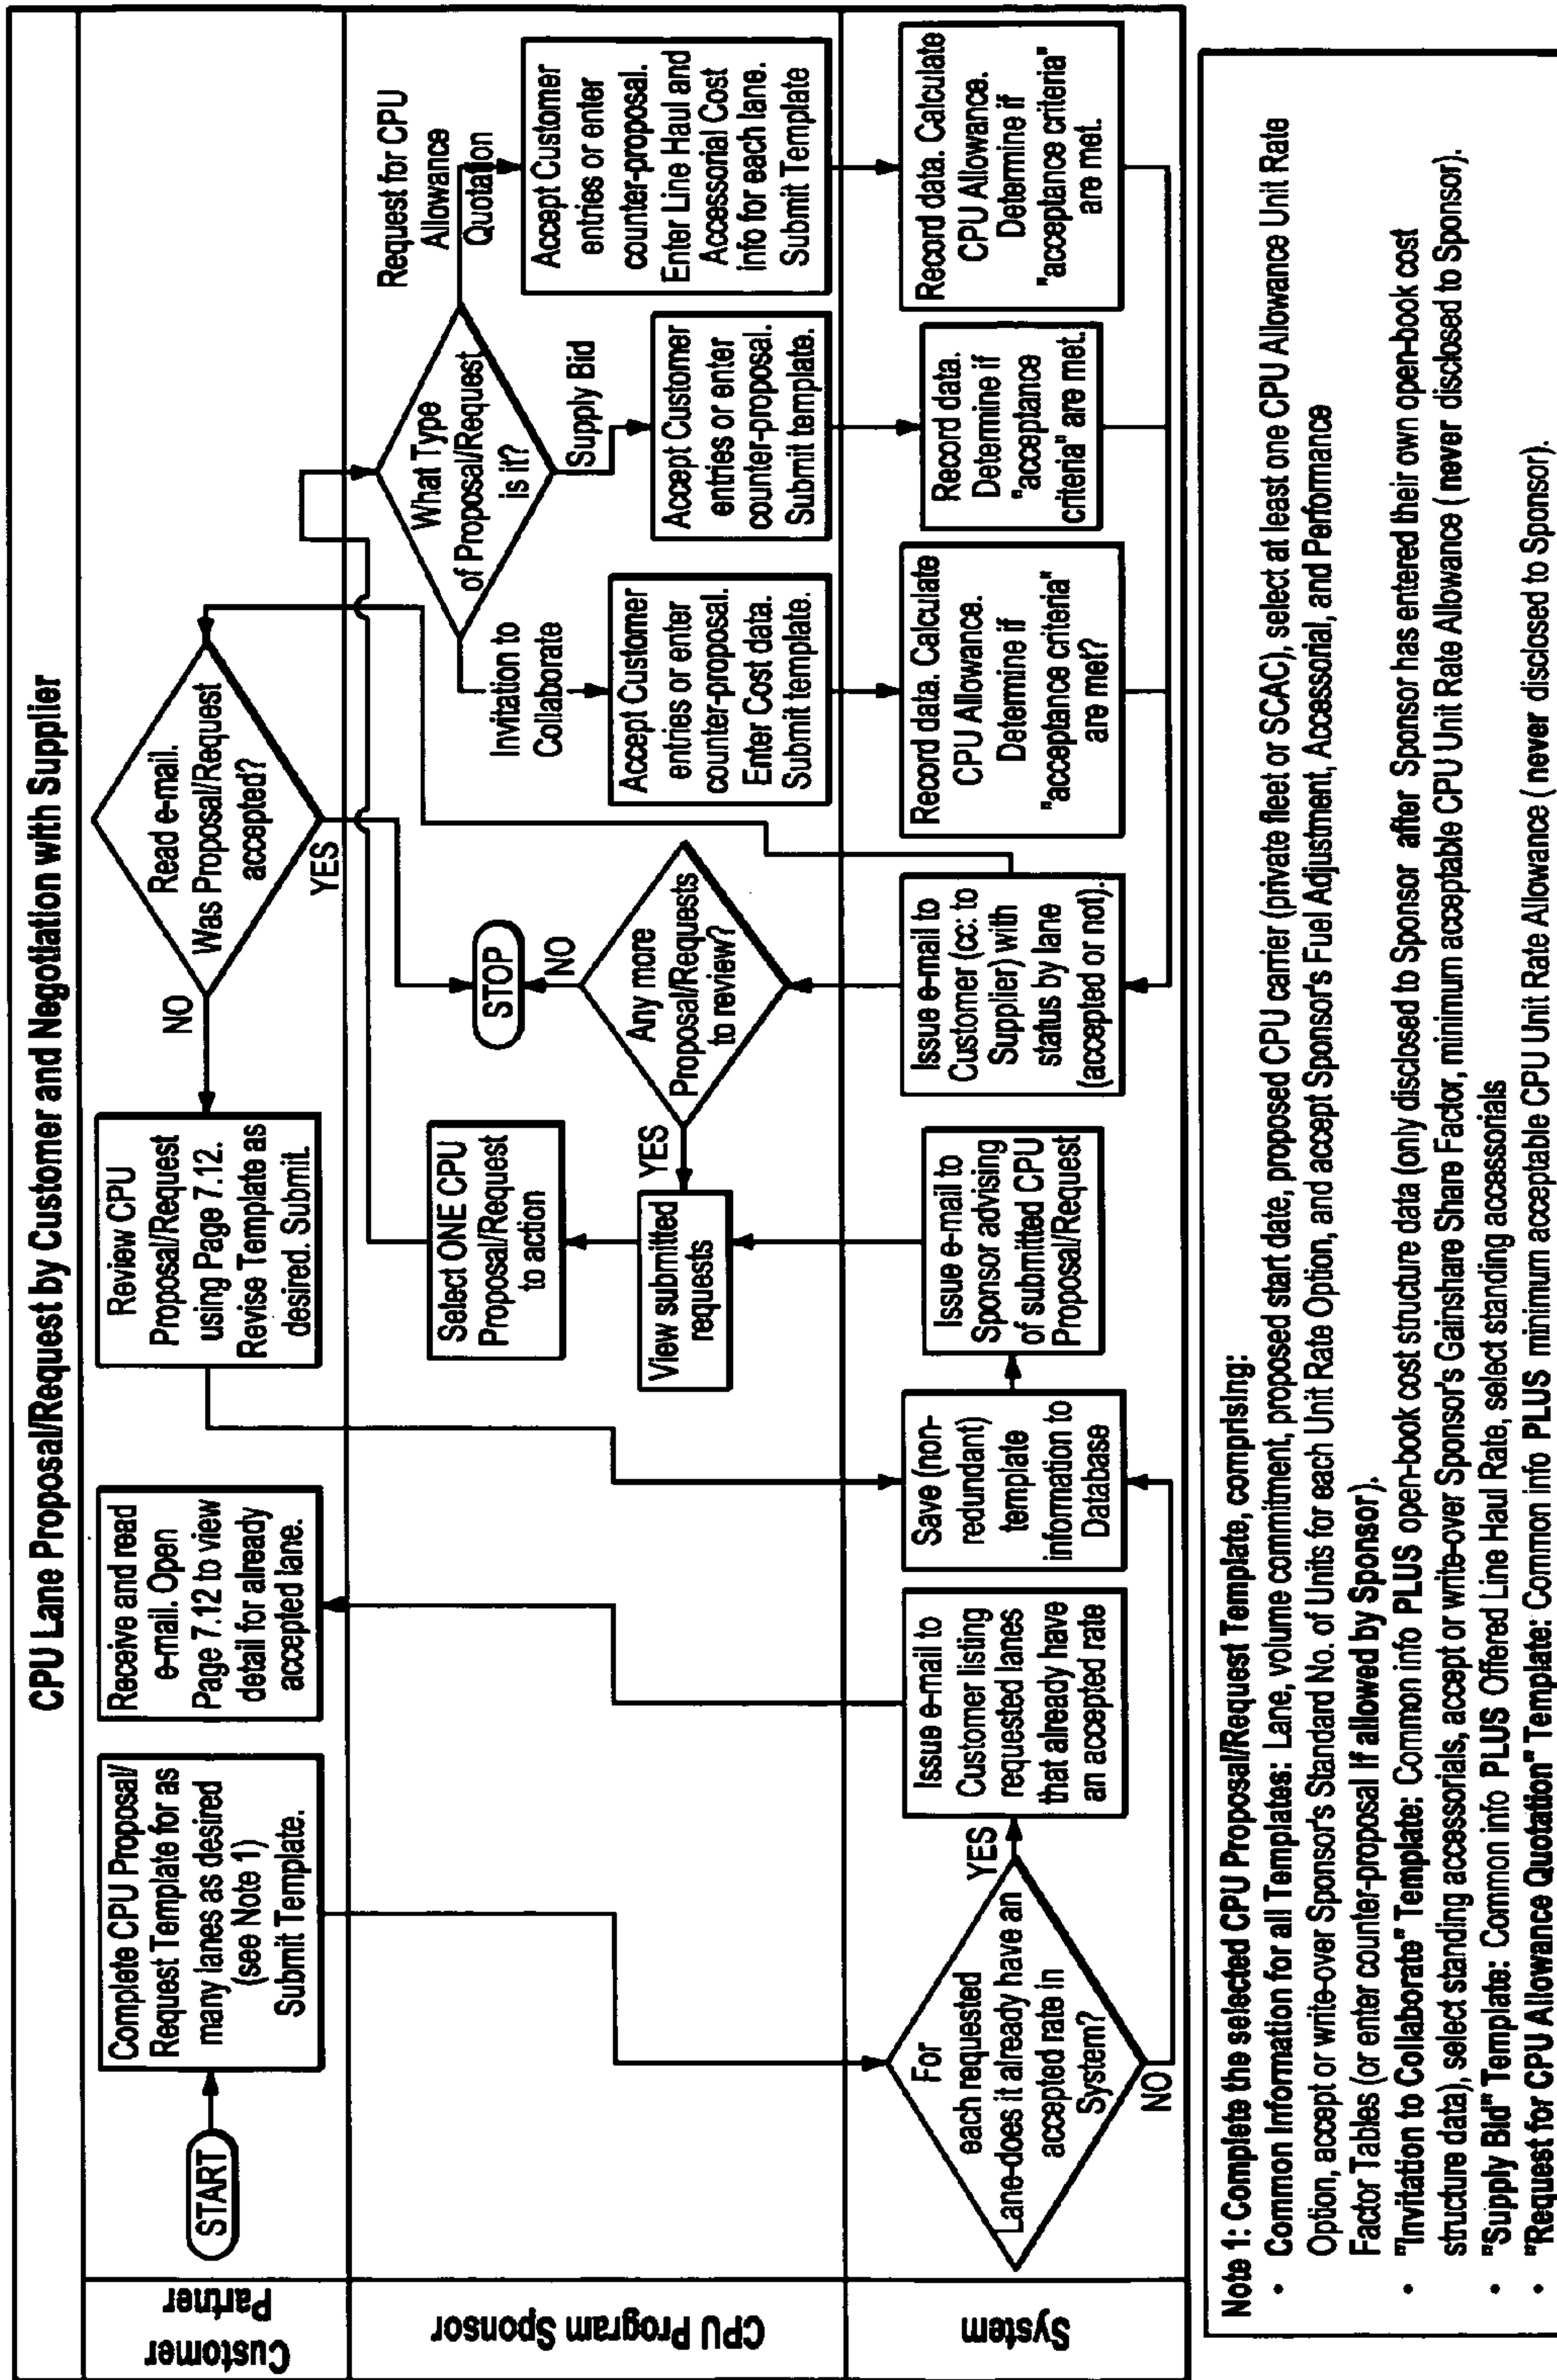 CPU Lane Proposal/Request by Customer and Negotiation with Supplier
Customer
Partner
START
Complete CPU Proposal/
Request Template for as
many lanes as desired
(see Note 1)
Submit Template.
Receive and read
e-mail. Open
Page 7.12 to view
detail for already
accepted lane.
Review CPU
Proposal/Request
using Page 7.12.
Revise Template as
desired. Submit.
NO
Read e-mail.
Was Proposal/Request
accepted?
YES
CPU Program Sponsor
Select ONE CPU
Proposal/Request
to action
View submitted
requests
YES
Any more
Proposal/Requests
to review?
NO
STOP
What Type
of Proposal/Request
is it?
Invitation to
Collaborate
Supply Bid
Request for CPU
Allowance
Quotation
Accept Customer
entries or enter
counter-proposal.
Enter Cost data.
Submit template.
Accept Customer
entries or enter
counter-proposal.
Submit template.
Accept Customer
entries or enter
counter-proposal.
Enter Line Haul and
Accessorial Cost
info for each lane.
Submit Template
System
For
each requested
Lane-does it already have an
accepted rate in
System?
YES
NO
Issue e-mail to
Customer listing
requested lanes
that already have
an accepted rate
Save (non-
redundant)
template
information to
Database
Issue e-mail to
Sponsor advising
of submitted CPU
Proposal/Request
Issue e-mail to
Customer (cc: to
Supplier) with
status by lane
(accepted or not).
Record data. Calculate
CPU Allowance.
Determine if
"acceptance criteria"
are met?
Record data.
Determine if
"acceptance
criteria" are met.
Record data. Calculate
CPU Allowance.
Determine if
"acceptance criteria"
are met.
Note 1: Complete the selected CPU Proposal/Request Template, comprising:
• Common Information for all Templates: Lane, volume commitment, proposed start date, proposed CPU carrier (private fleet or SCAC), select at least one CPU Allowance Unit Rate
Option, accept or write-over Sponsor's Standard No. of Units for each Unit Rate Option, and accept Sponsor's Fuel Adjustment, Accessorial, and Performance
Factor Tables (or enter counter-proposal if allowed by Sponsor).
• "Invitation to Collaborate" Template: Common info PLUS open-book cost structure data (only disclosed to Sponsor after Sponsor has entered their own open-book cost
structure data), select standing accessorials, accept or write-over Sponsor's Gainshare Share Factor, minimum acceptable CPU Unit Rate Allowance ( never disclosed to Sponsor).
• "Supply Bid" Template: Common info PLUS Offered Line Haul Rate, select standing accessorials
• "Request for CPU Allowance Quotation" Template: Common info PLUS minimum acceptable CPU Unit Rate Allowance ( never disclosed to Sponsor).